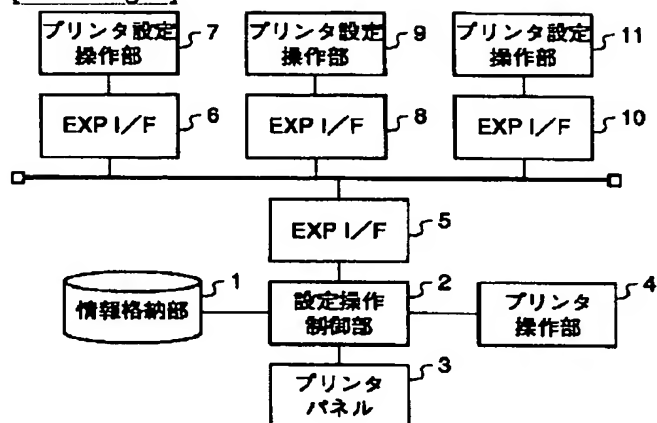 プリンタ設定 7 プリンタ設定 9 プリンタ設定 11
操作部 操作部 操作部
EXP I/F 6 EXP I/F 8 EXP I/F 10
EXP I/F 5
情報格納部 1 設定操作 2 プリンタ 4
制御部 操作部
プリンタ 3
パネル